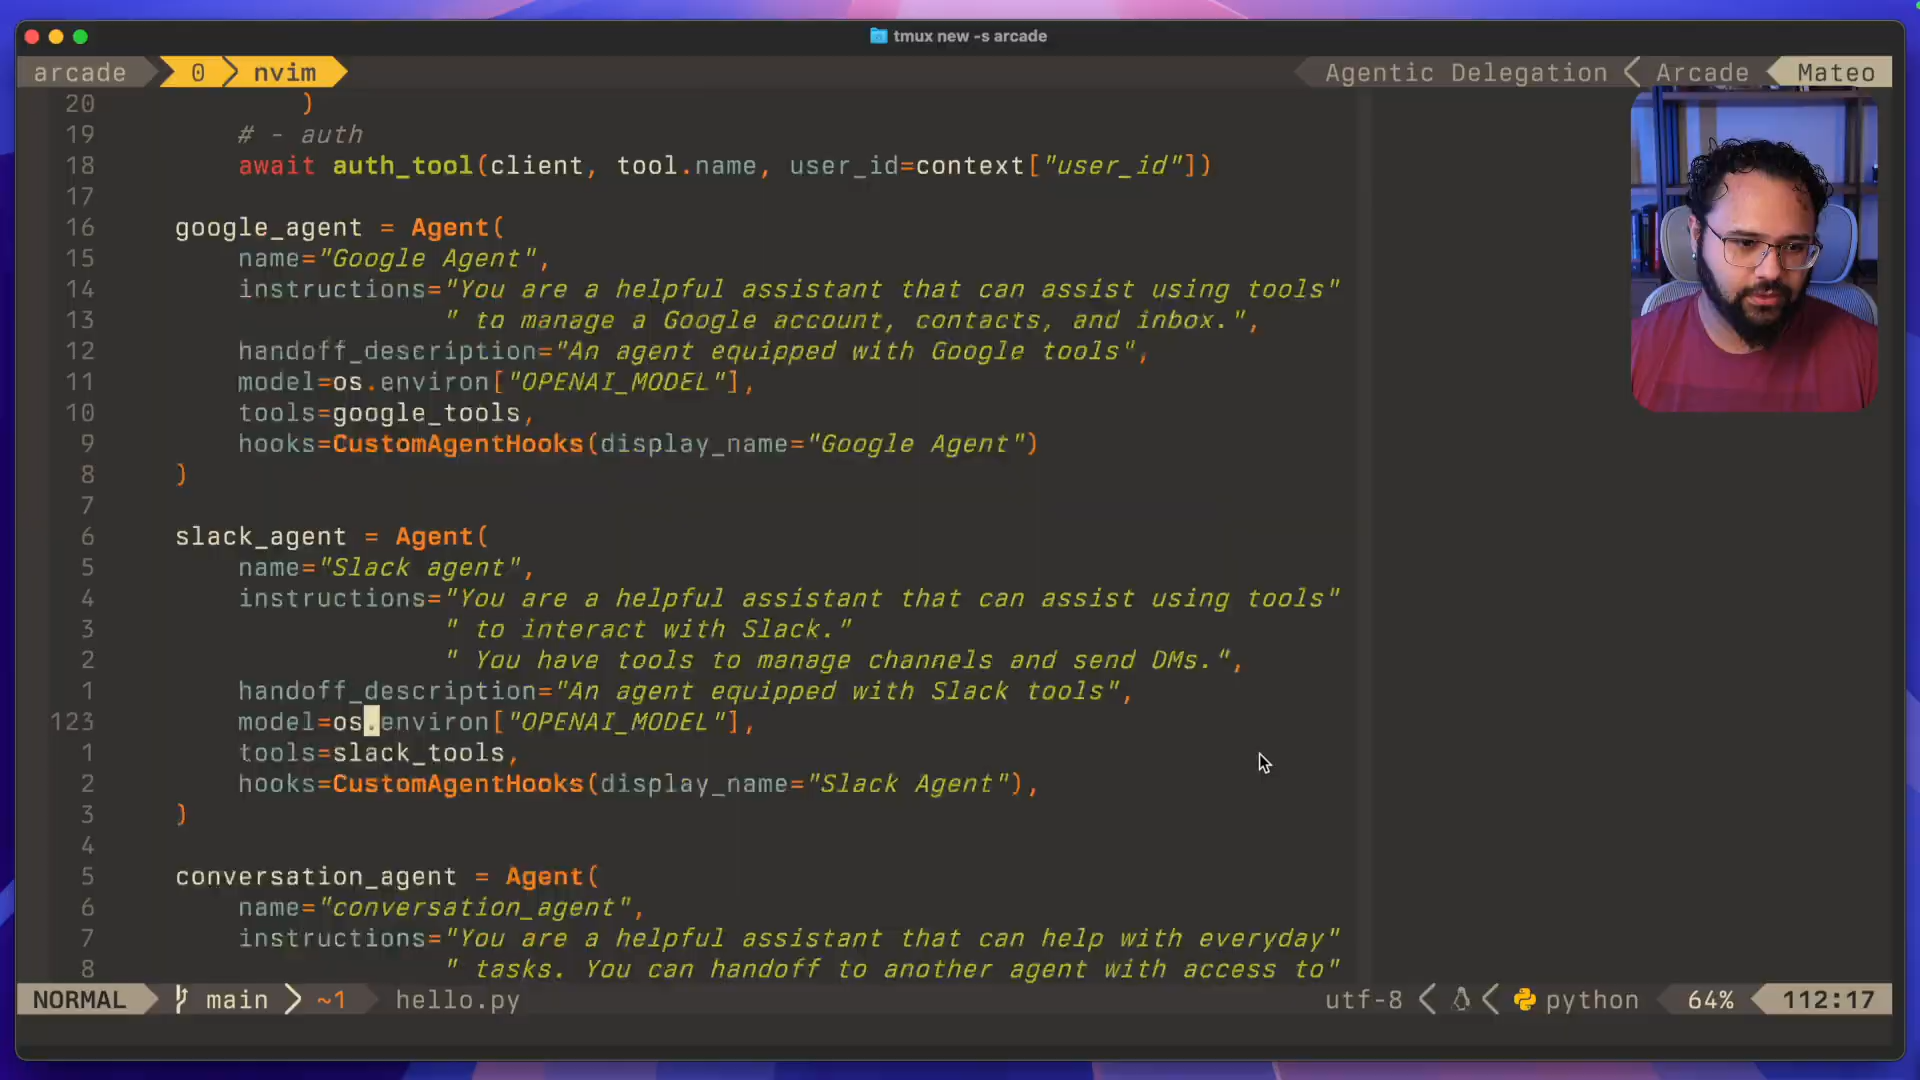 tmux new -s arcade
arcade 0 nvim Agentic Delegation Arcade Mateo
20 )
19 # - auth
18 await auth_tool(client, tool.name, user_id=context["user_id"])
17
16 google_agent = Agent(
15 name="Google Agent",
14 instructions="You are a helpful assistant that can assist using tools"
13 " to manage a Google account, contacts, and inbox.",
12 handoff_description="An agent equipped with Google tools",
11 model=os.environ["OPENAI_MODEL"],
10 tools=google_tools,
9 hooks=CustomAgentHooks(display_name="Google Agent")
8 )
7
6 slack_agent = Agent(
5 name="Slack agent",
4 instructions="You are a helpful assistant that can assist using tools"
3 " to interact with Slack."
2 " You have tools to manage channels and send DMs.",
1 handoff_description="An agent equipped with Slack tools",
123 model=os.environ["OPENAI_MODEL"],
1 tools=slack_tools,
2 hooks=CustomAgentHooks(display_name="Slack Agent"),
3 )
4
5 conversation_agent = Agent(
6 name="conversation_agent",
7 instructions="You are a helpful assistant that can help with everyday"
8 " tasks. You can handoff to another agent with access to"
NORMAL main ~1 hello.py utf-8 python 64% 112:17